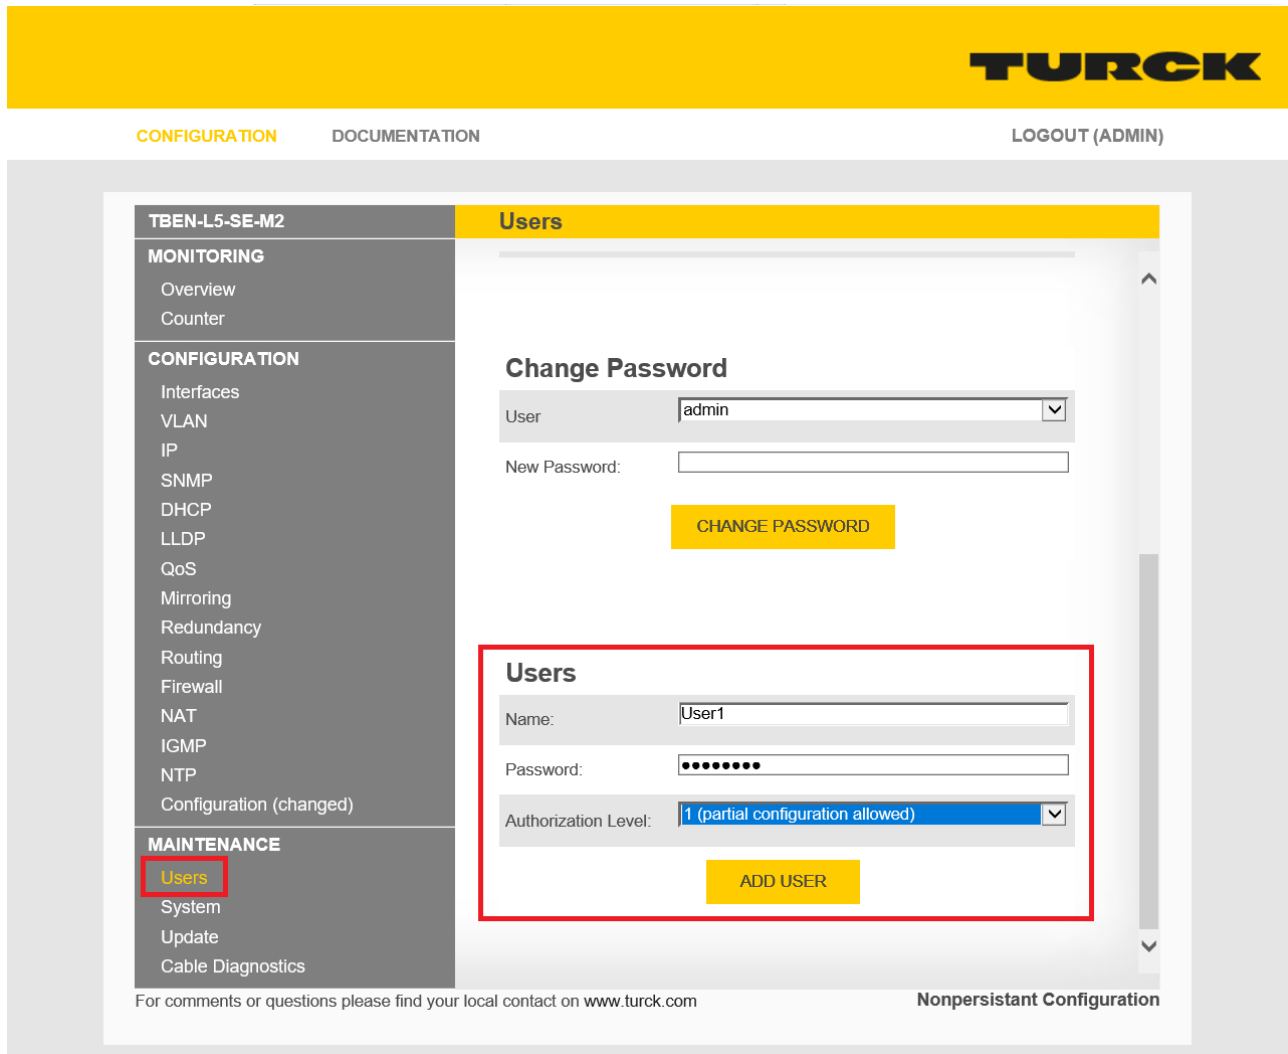 TURCK
CONFIGURATION DOCUMENTATION LOGOUT (ADMIN)
TBEN-L5-SE-M2
MONITORING
Overview
Counter
CONFIGURATION
Interfaces
VLAN
IP
SNMP
DHCP
LLDP
QoS
Mirroring
Redundancy
Routing
Firewall
NAT
IGMP
NTP
Configuration (changed)
MAINTENANCE
Users
System
Update
Cable Diagnostics
Users
Change Password
User admin
New Password:
CHANGE PASSWORD
Users
Name: User1
Password: ●●●●●●●●
Authorization Level: 1 (partial configuration allowed)
ADD USER
For comments or questions please find your local contact on www.turck.com Nonpersistant Configuration